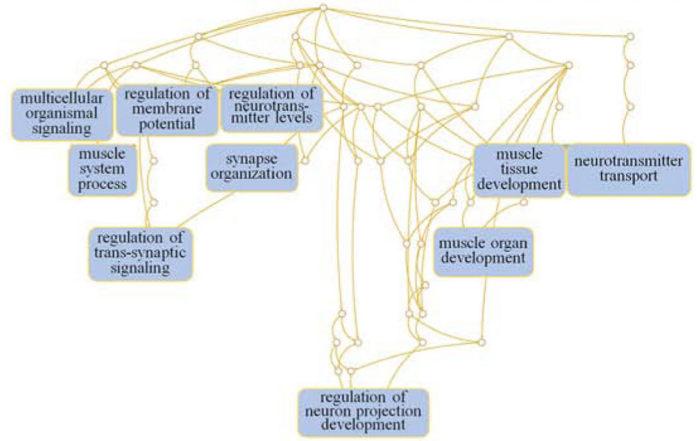 multicellular
organismal
signaling
regulation of
membrane
potential
regulation of
neurotrans-
mitter levels
muscle
system
process
synapse
organization
muscle
tissue
development
neurotransmitter
transport
regulation of
trans-synaptic
signaling
muscle organ
development
regulation of
neuron projection
development